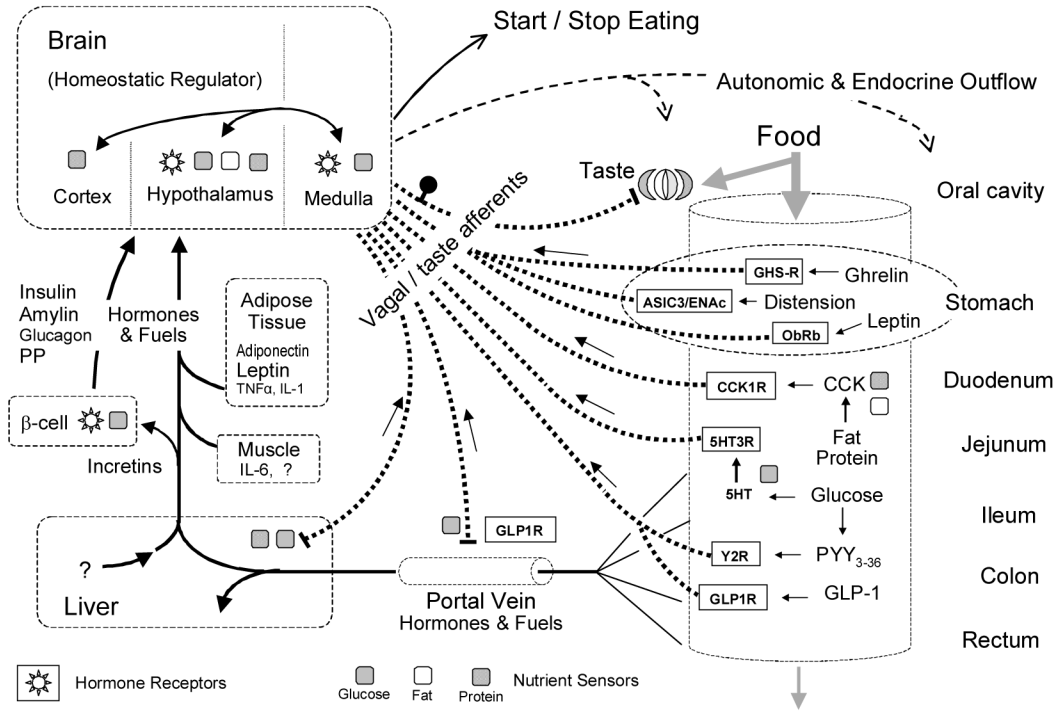 Start / Stop Eating
Brain
(Homeostatic Regulator)
Autonomic & Endocrine Outflow
Food
Taste
Cortex
Hypothalamus
Medulla
Oral cavity
Vagal / taste afferents
GHS-R
Ghrelin
ASIC3/ENAc
Distension
Stomach
Leptin
ObRb
Insulin
Amylin
Glucagon
PP
Hormones
& Fuels
Adipose
Tissue
Adiponectin
Leptin
TNFα, IL-1
CCK1R
CCK
Duodenum
β-cell
Muscle
IL-6, ?
Incretins
5HT3R
Fat
Protein
Jejunum
5HT
Glucose
Ileum
GLP1R
Y2R
PYY3-36
Colon
GLP1R
GLP-1
?
Liver
Portal Vein
Hormones & Fuels
Rectum
Hormone Receptors
Glucose
Fat
Protein
Nutrient Sensors